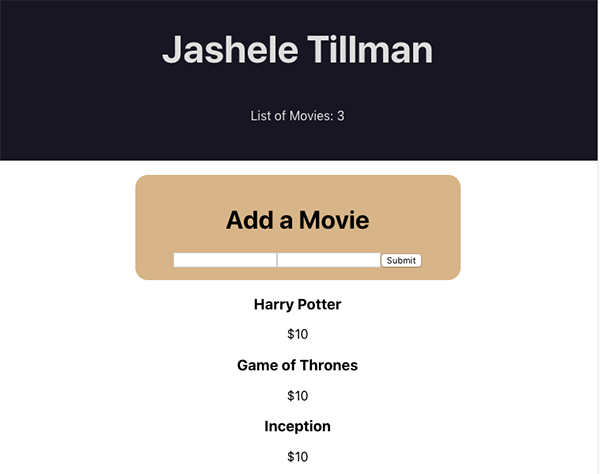 Jashele Tillman
List of Movies: 3
Add a Movie
Submit
Harry Potter
$10
Game of Thrones
$10
Inception
$10